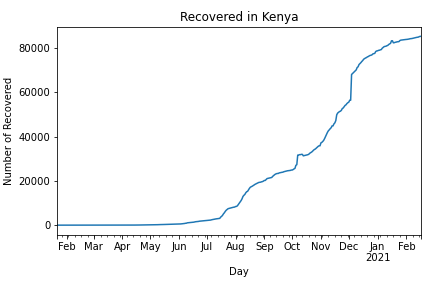 Recovered in Kenya
Number of Recovered
80000
60000
40000
20000
0
Feb Mar Apr May Jun Jul Aug Sep Oct Nov Dec Jan Feb
2021
Day